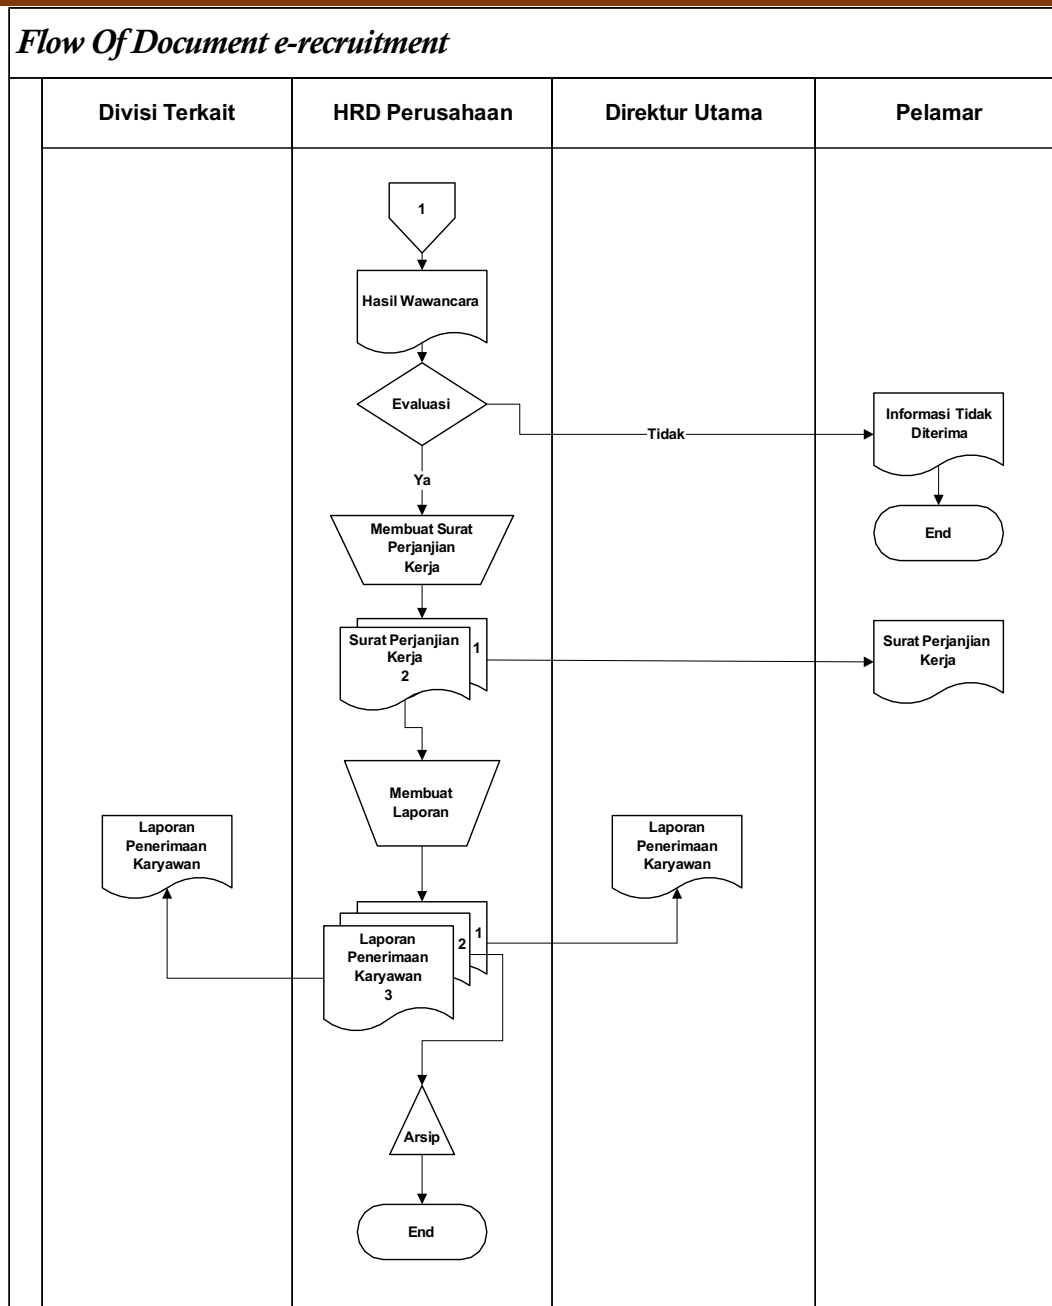 Flow Of Document e-recruitment
Divisi Terkait
HRD Perusahaan
Direktur Utama
Pelamar
1
Hasil Wawancara
Evaluasi
Tidak
Informasi Tidak
Diterima
End
Ya
Membuat Surat
Perjanjian
Kerja
Surat Perjanjian
Kerja
2
1
Surat Perjanjian
Kerja
Membuat
Laporan
Laporan
Penerimaan
Karyawan
Laporan
Penerimaan
Karyawan
Laporan
Penerimaan
Karyawan
3
2
1
Arsip
End